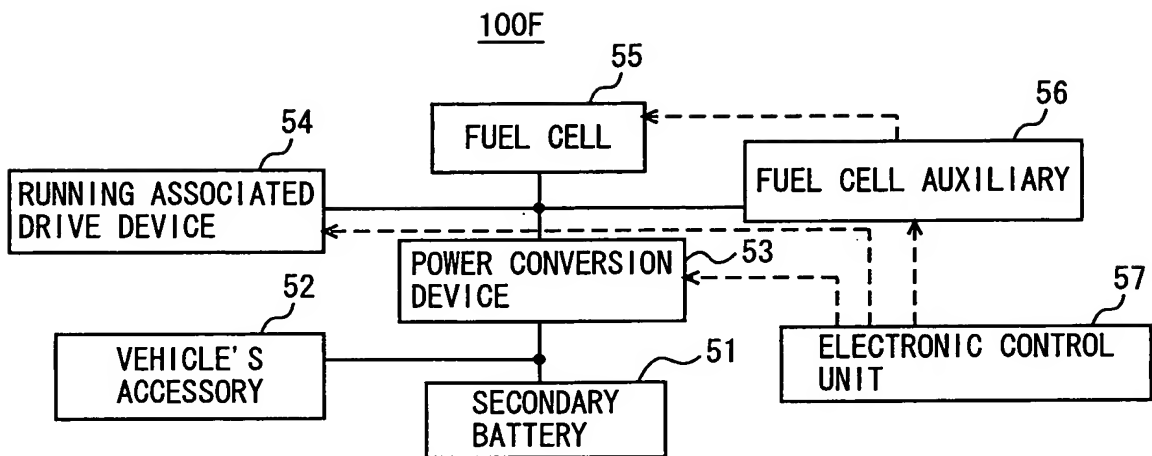 100F
55
FUEL CELL
56
FUEL CELL AUXILIARY
54
RUNNING ASSOCIATED
DRIVE DEVICE
53
POWER CONVERSION
DEVICE
52
VEHICLE'S
ACCESSORY
51
SECONDARY
BATTERY
57
ELECTRONIC CONTROL
UNIT